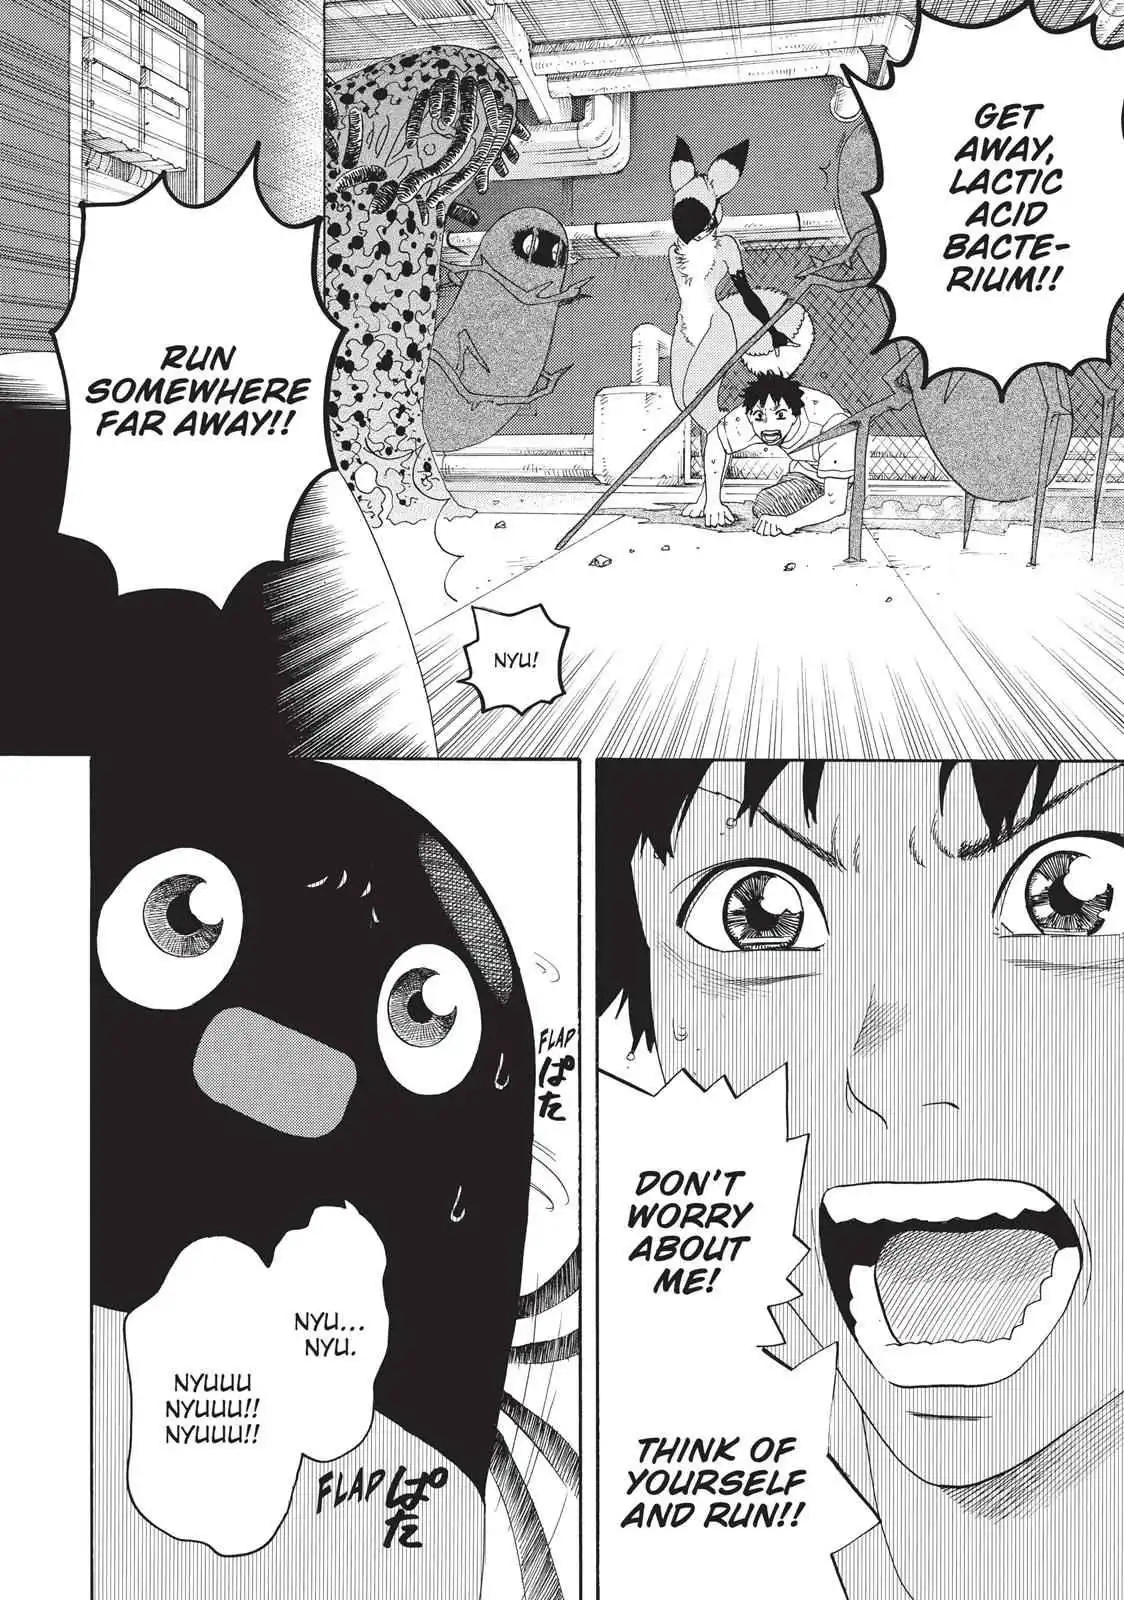 GET
AWAY,
LACTIC
ACID
BACTE-
RIUM!!
RUN
SOMEWHERE
FAR AWAY!!
NYU!
DON'T
WORRY
ABOUT
ME!
THINK OF
YOURSELF
AND RUN!!
FLAP
ぱた
NYU...
NYU.
NYUUU
NYUUU!!
NYUUU!!
FLAP
ぱた